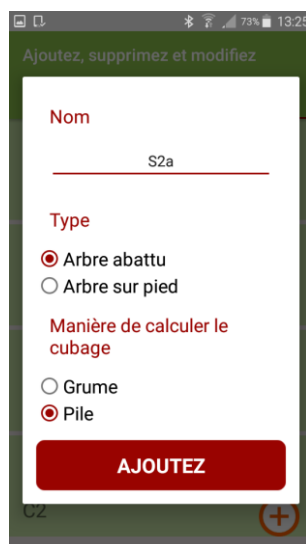 73% 13:25
Ajoutez, supprimez et modifiez
Nom
S2a
Type
Arbre abattu
Arbre sur pied
Manière de calculer le
cubage
Grume
Pile
AJOUTEZ
C2